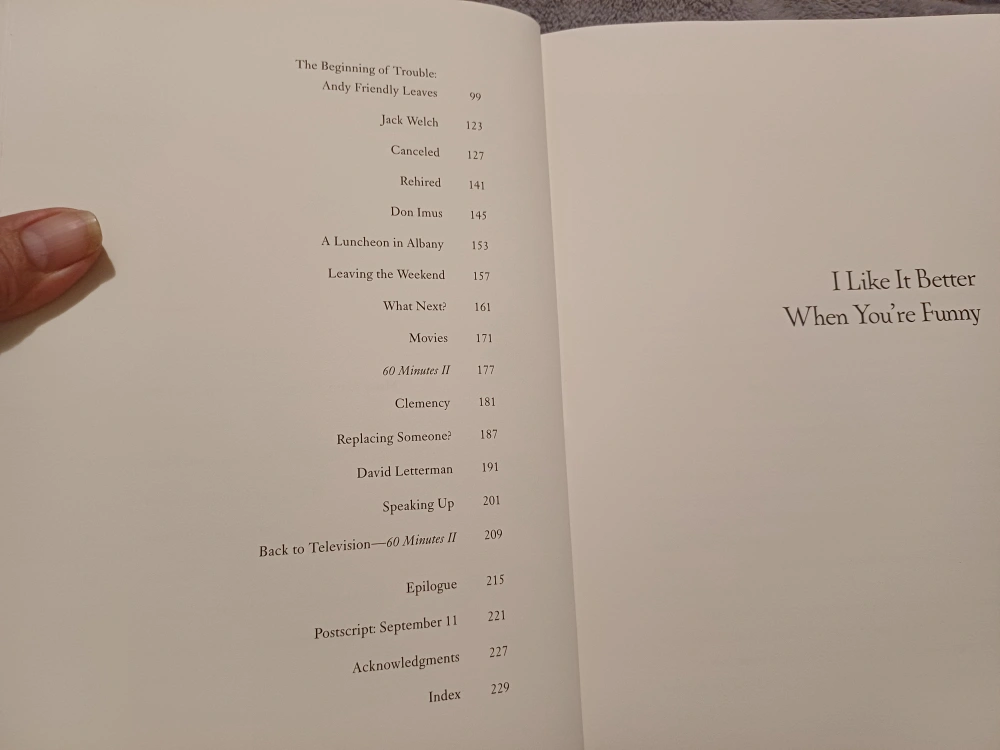 The Beginning of Trouble:
Andy Friendly Leaves 99
Jack Welch 123
Canceled 127
Rehired 141
Don Imus 145
A Luncheon in Albany 153
Leaving the Weekend 157
What Next? 161
Movies 171
60 Minutes II 177
Clemency 181
Replacing Someone? 187
David Letterman 191
Speaking Up 201
Back to Television—60 Minutes II 209
Epilogue 215
Postscript: September 11 221
Acknowledgments 227
Index 229
I Like It Better
When You're Funny